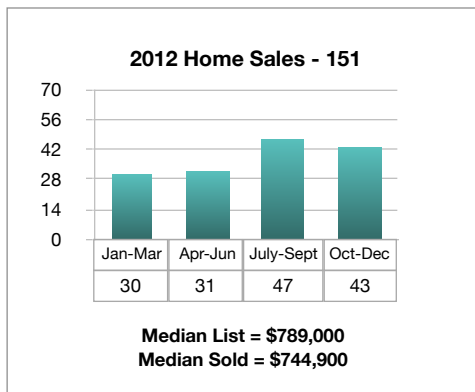 2012 Home Sales - 151
70
56
42
28
14
0
Jan-Mar Apr-Jun July-Sept Oct-Dec
30 31 47 43
Median List = $789,000
Median Sold = $744,900